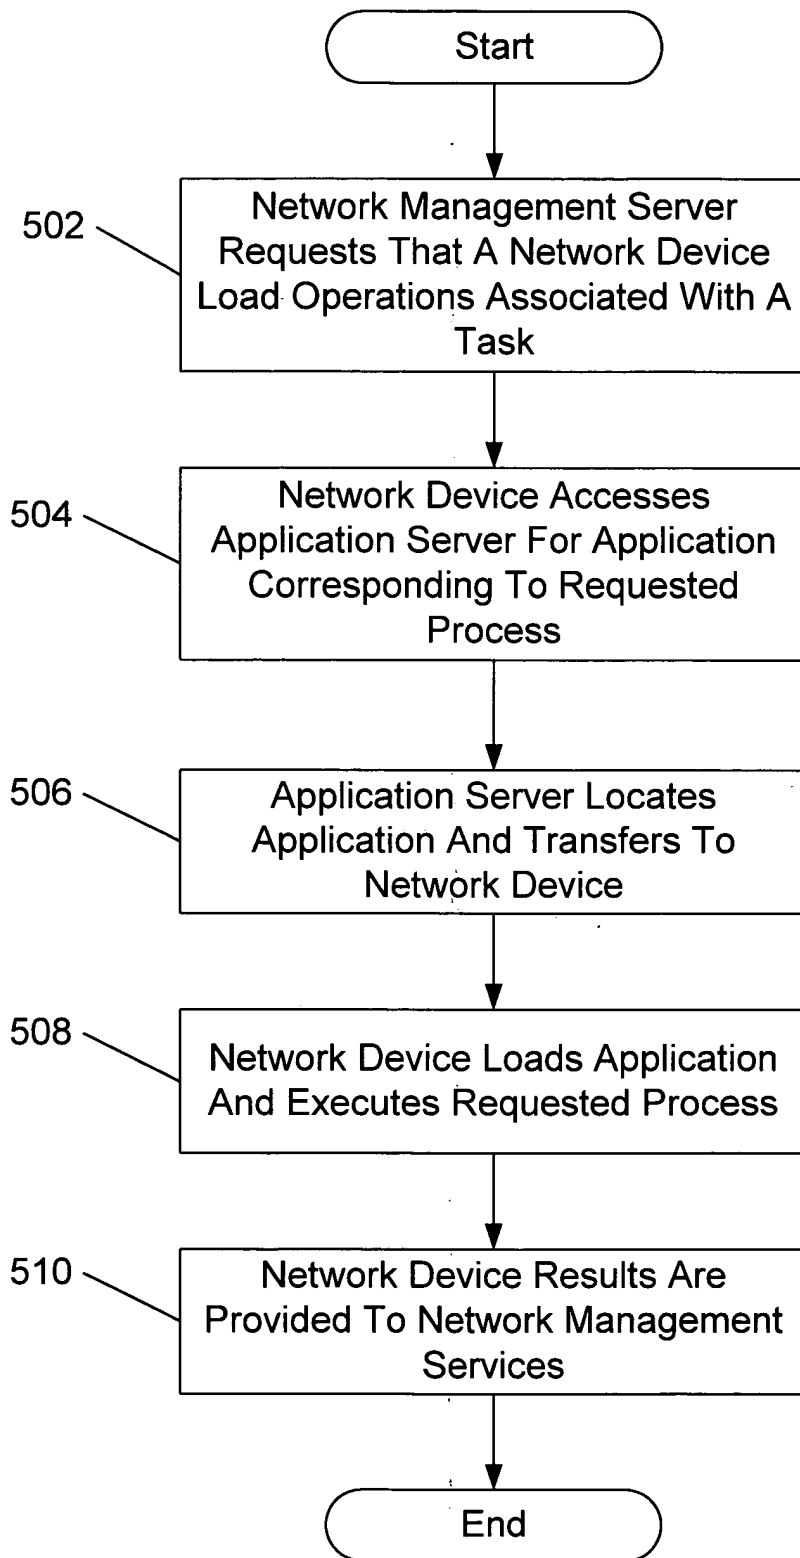 Start
502
Network Management Server
Requests That A Network Device
Load Operations Associated With A
Task
504
Network Device Accesses
Application Server For Application
Corresponding To Requested
Process
506
Application Server Locates
Application And Transfers To
Network Device
508
Network Device Loads Application
And Executes Requested Process
510
Network Device Results Are
Provided To Network Management
Services
End